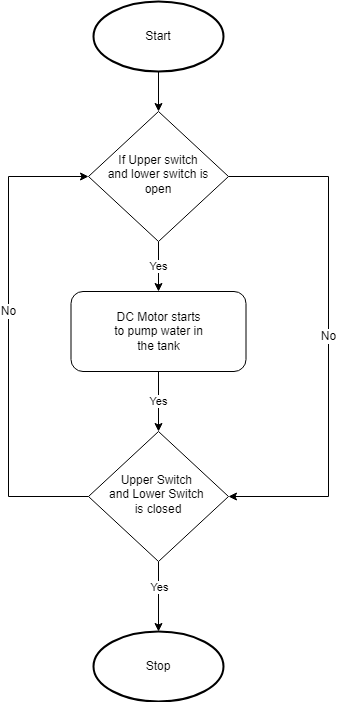 Start
If Upper switch
and lower switch is
open
Yes
DC Motor starts
to pump water in
the tank
No
No
Yes
Upper Switch
and Lower Switch
is closed
Yes
Stop